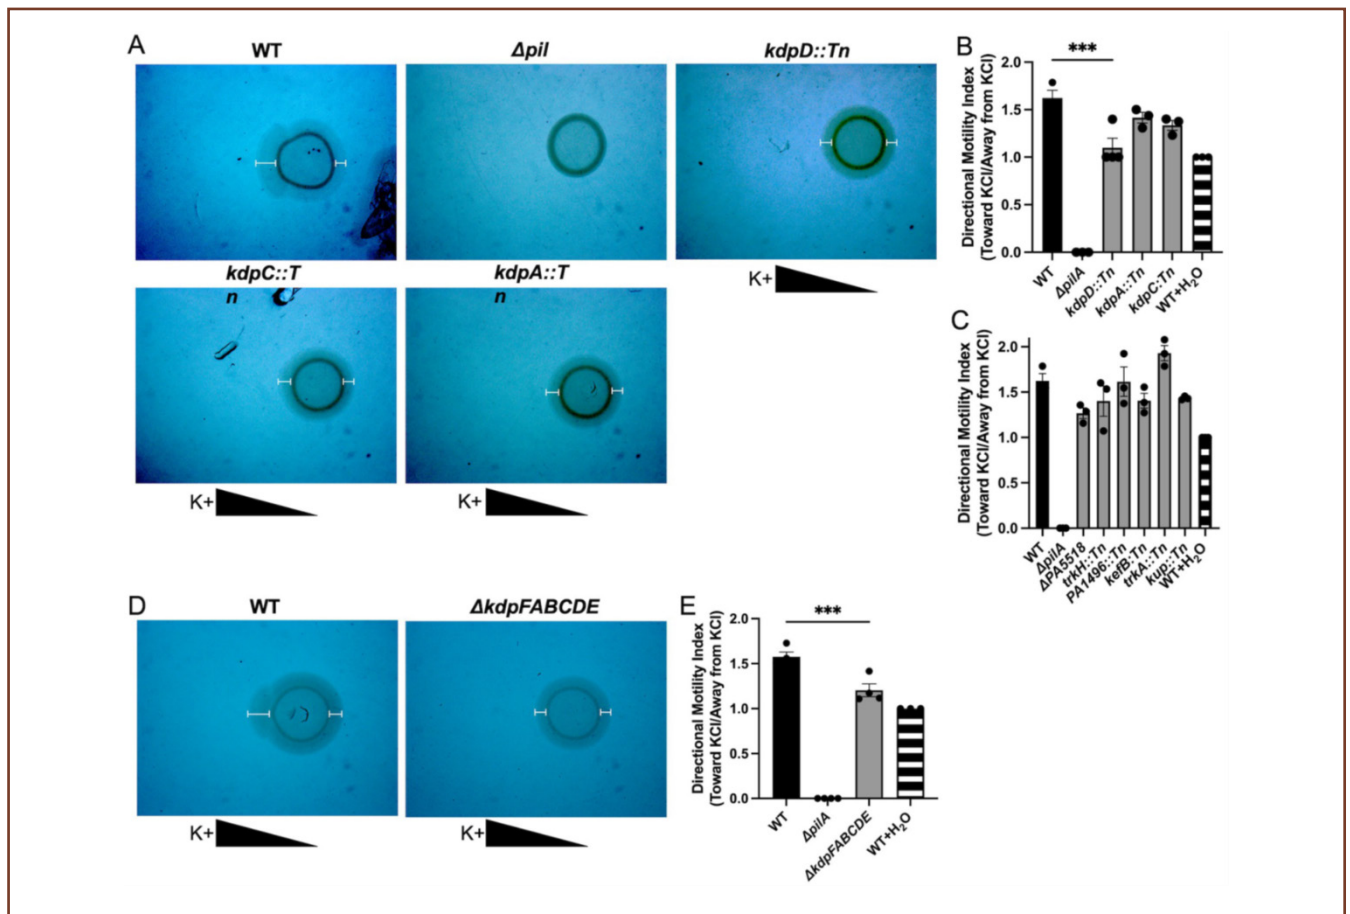 A
WT
Δpil
kdpD::Tn
K+
kdpC::T
n
kdpA::T
n
K+
K+
B
***
Directional Motility Index
(Toward KCl/Away from KCl)
2.0
1.5
1.0
0.5
0.0
WT
ΔpilA
kdpD::Tn
kdpA::Tn
kdpC:Tn
WT+H₂O
C
Directional Motility Index
(Toward KCl/Away from KCl)
2.0
1.5
1.0
0.5
0.0
WT
ΔpilA
ΔPA5518
trkH::Tn
PA1496::Tn
kefB:Tn
trkA::Tn
kup::Tn
WT+H₂O
D
WT
ΔkdpFABCDE
K+
K+
E
***
Directional Motility Index
(Toward KCl/Away from KCl)
2.0
1.5
1.0
0.5
0.0
WT
ΔpilA
ΔkdpFABCDE
WT+H₂O